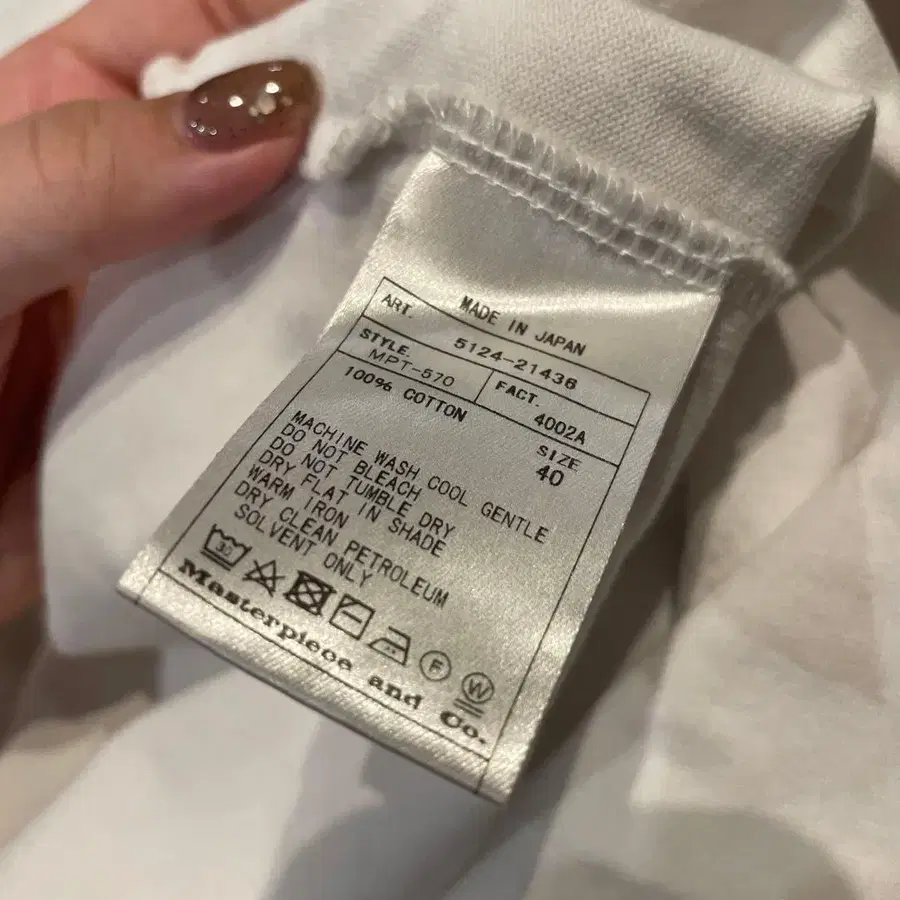 MADE IN JAPAN
ART. 5124-21436
STYLE. MPT-570 FACT. 4002A
100% COTTON SIZE 40
MACHINE WASH COOL GENTLE
DO NOT BLEACH
DO NOT TUMBLE DRY
DRY FLAT IN SHADE
WARM IRON
DRY CLEAN PETROLEUM
SOLVENT ONLY
30 F W
Masterpiece and Co.